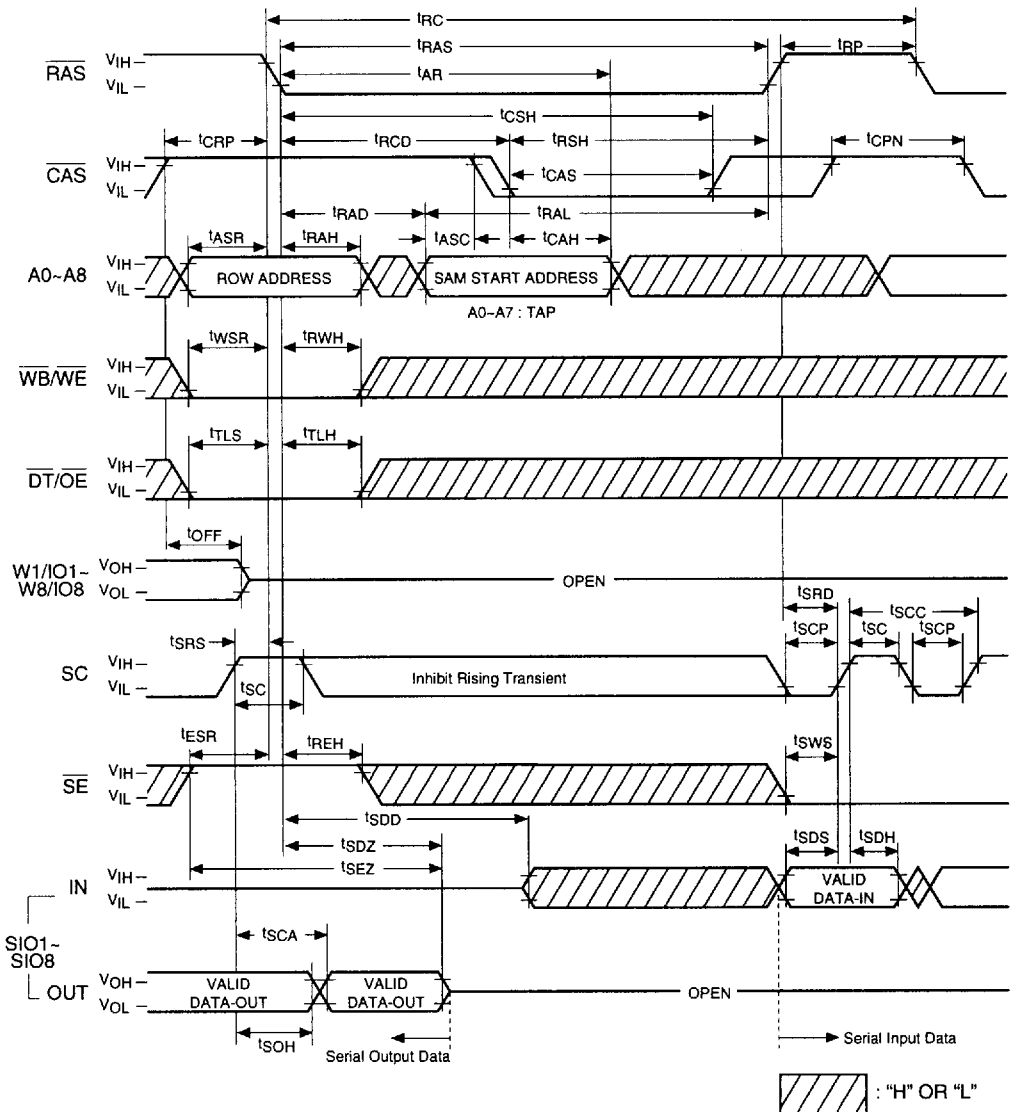 tRC
tRAS
tRP
RAS
VIH
VIL
tAR
tCSH
tCRP
tRCD
tRSH
tCPN
CAS
VIH
VIL
tCAS
tRAD
tRAL
tASR
tRAH
tASC
tCAH
A0~A8
VIH
VIL
ROW ADDRESS
SAM START ADDRESS
A0~A7 : TAP
tWSR
tRWH
WB/WE
VIH
VIL
tTLS
tTLH
DT/OE
VIH
VIL
tOFF
W1/IO1~
W8/IO8
VOH
VOL
OPEN
tSRD
tSCC
tSRS
tSCP
tSC
tSCP
SC
VIH
VIL
Inhibit Rising Transient
tSC
tESR
tREH
tSWS
SE
VIH
VIL
tSDD
tSDZ
tSDS
tSDH
tSEZ
IN
VIH
VIL
VALID
DATA-IN
SIO1~
SIO8
tSCA
OUT
VOH
VOL
VALID
DATA-OUT
VALID
DATA-OUT
OPEN
tSOH
Serial Output Data
Serial Input Data
: "H" OR "L"